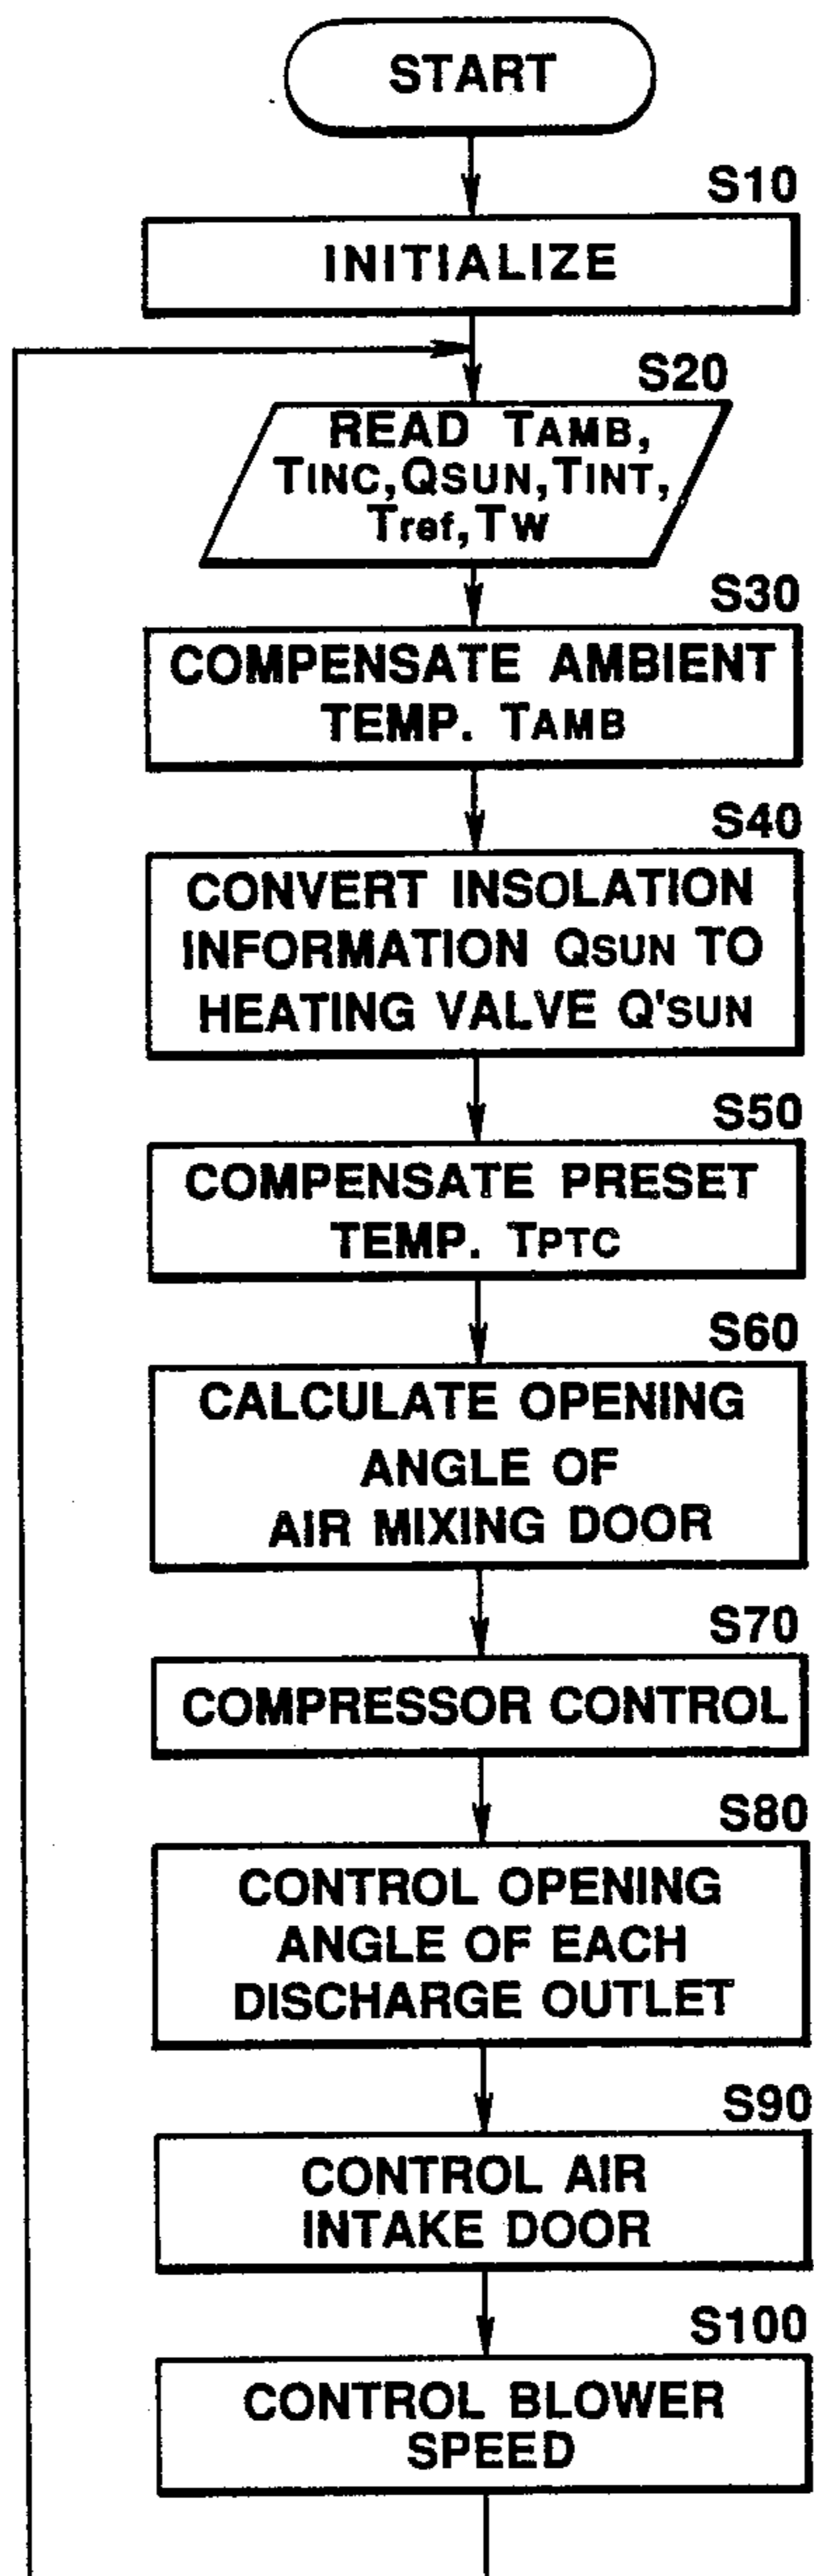 START
S10
INITIALIZE
S20
READ TAMB,
TINC,QSUN,TINT,
Tref,TW
S30
COMPENSATE AMBIENT
TEMP. TAMB
S40
CONVERT INSOLATION
INFORMATION QSUN TO
HEATING VALVE Q'SUN
S50
COMPENSATE PRESET
TEMP. TPTC
S60
CALCULATE OPENING
ANGLE OF
AIR MIXING DOOR
S70
COMPRESSOR CONTROL
S80
CONTROL OPENING
ANGLE OF EACH
DISCHARGE OUTLET
S90
CONTROL AIR
INTAKE DOOR
S100
CONTROL BLOWER
SPEED